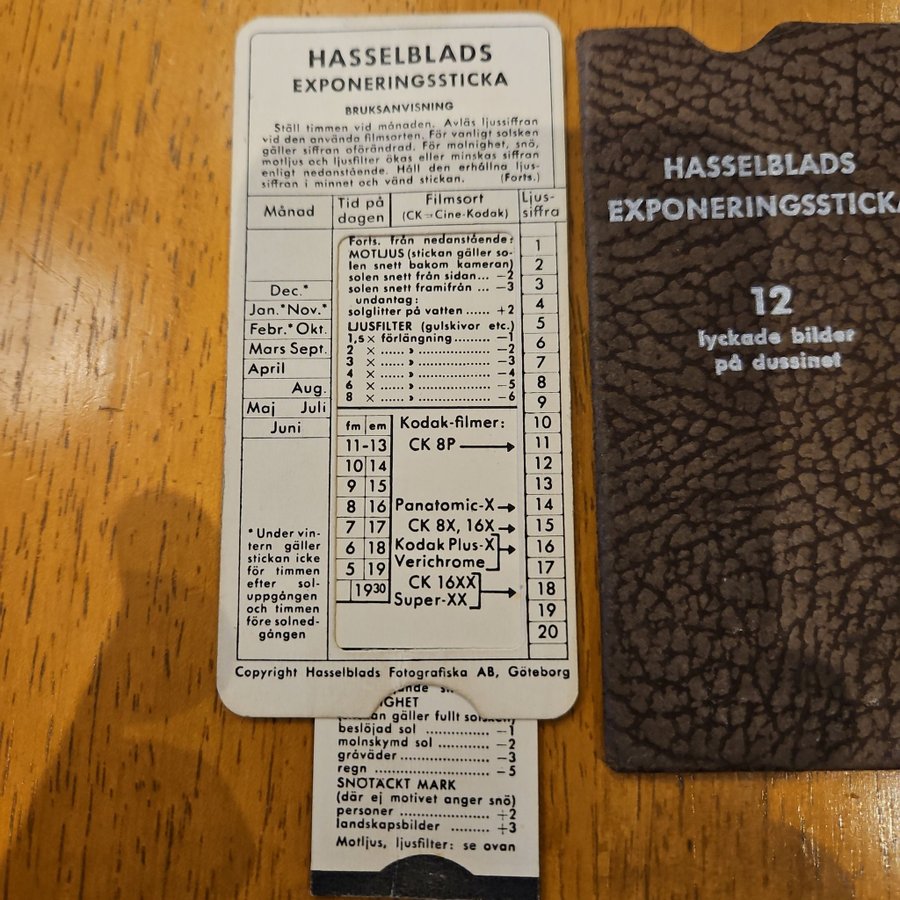 HASSELBLADS
EXPONERINGSSTICKA
BRUKSANVISNING
Ställ timmen vid månaden. Avläs ljussiffran
vid den använda filmsorten. För vanligt solsken
gäller siffran oförändrad. För molnighet, snö,
motljus och ljusfilter ökas eller minskas siffran
enligt nedanstående. Håll den erhållna ljus-
siffran i minnet och vänd stickan. (Forts.)
Månad
Tid på
dagen
Filmsort
(CK = Cine-Kodak)
Ljus-
siffra
Dec.*
Jan.* Nov.*
Febr.* Okt.
Mars Sept.
April
Aug.
Maj Juli
Juni
*Under vin-
tern gäller
stickan icke
för timmen
efter sol-
uppgången
och timmen
före solned-
gången
Forts. från nedanstående:
MOTLJUS (stickan gäller so-
len snett bakom kameran)
solen snett från sidan... −2
solen snett framifrån ... −3
undantag:
solglitter på vatten ...... +2
LJUSFILTER (gulskivor etc.)
1,5 × förlängning......... −1
2 × ...... » .................. −2
3 × ...... » .................. −3
4 × ...... » .................. −4
6 × ...... » .................. −5
8 × ...... » .................. −6
fm em
11-13
10 14
9 15
8 16
7 17
6 18
5 19
19³⁰
Kodak-filmer:
CK 8P
Panatomic-X
CK 8X, 16X
Kodak Plus-X
Verichrome
CK 16XX
Super-XX
1
2
3
4
5
6
7
8
9
10
11
12
13
14
15
16
17
18
19
20
Copyright Hasselblads Fotografiska AB, Göteborg
gäller fullt
beslöjad sol ............ −1
molnskymd sol ......... −2
gråväder .................. −3
regn ........................ −5
SNÖTÄCKT MARK
(där ej motivet anger snö)
personer .................. +2
landskapsbilder ........ +3
Motljus, ljusfilter: se ovan
HASSELBLADS
EXPONERINGSSTICKA
12
lyckade bilder
på dussinet